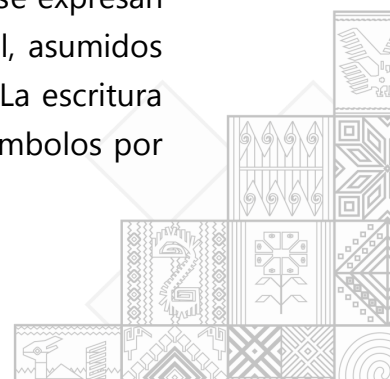 se expresan
l, asumidos
La escritura
mbolos por